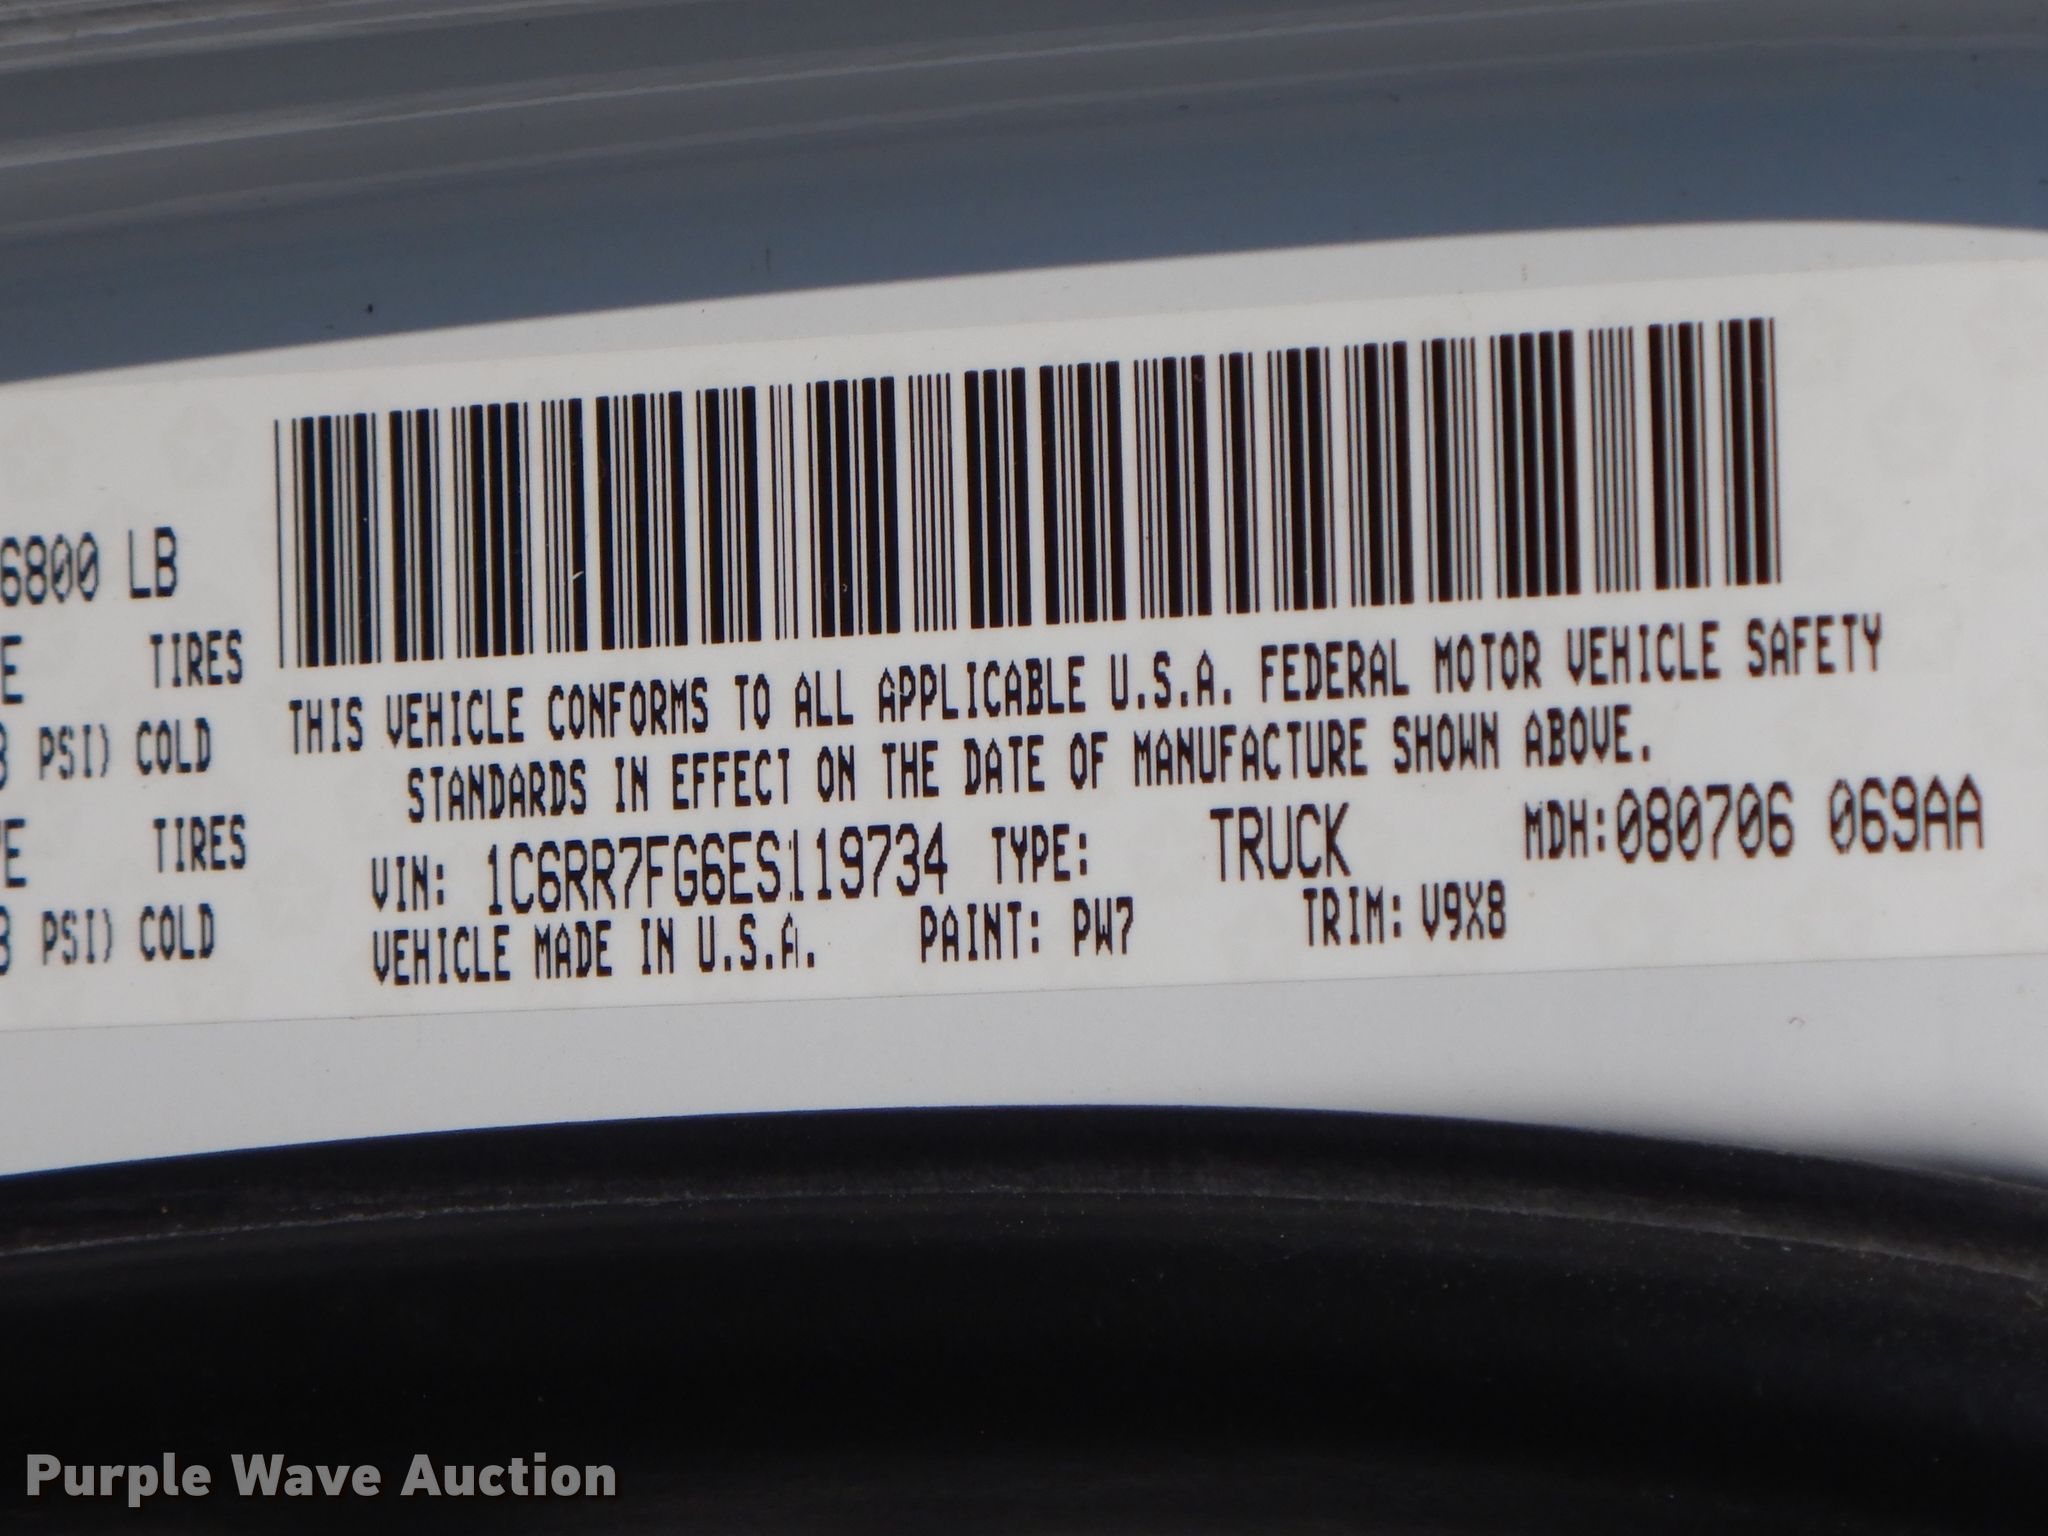 6800 LB
TIRES
PSI) COLD
TIRES
PSI) COLD
THIS VEHICLE CONFORMS TO ALL APPLICABLE U.S.A. FEDERAL MOTOR VEHICLE SAFETY
STANDARDS IN EFFECT ON THE DATE OF MANUFACTURE SHOWN ABOVE.
VIN: 1C6RR7FG6ES119734 TYPE: TRUCK MDH:080706 069AA
VEHICLE MADE IN U.S.A. PAINT: PW7 TRIM: V9X8
Purple Wave Auction